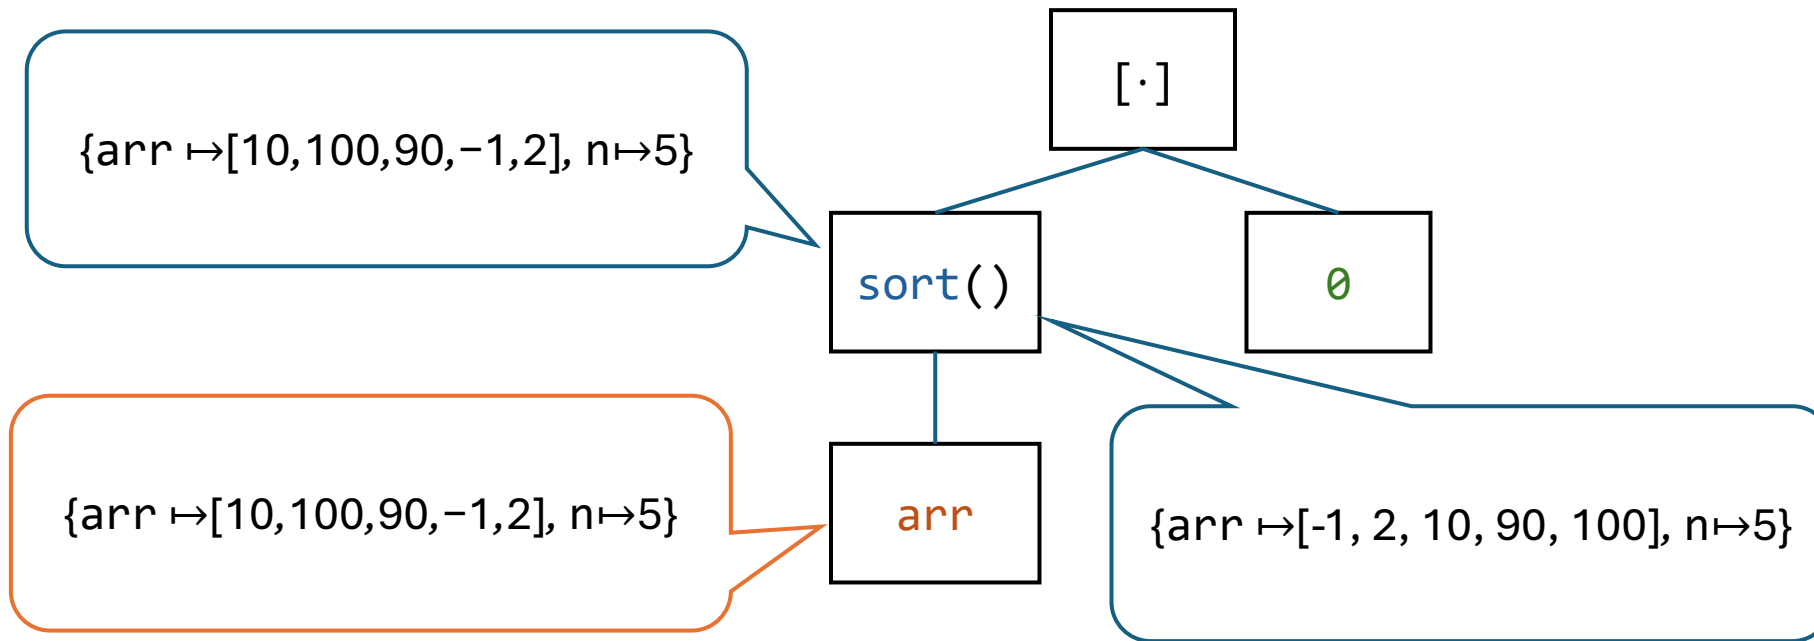 [·]
{arr ↦[10,100,90,−1,2], n↦5}
sort()
0
{arr ↦[10,100,90,−1,2], n↦5}
arr
{arr ↦[-1, 2, 10, 90, 100], n↦5}